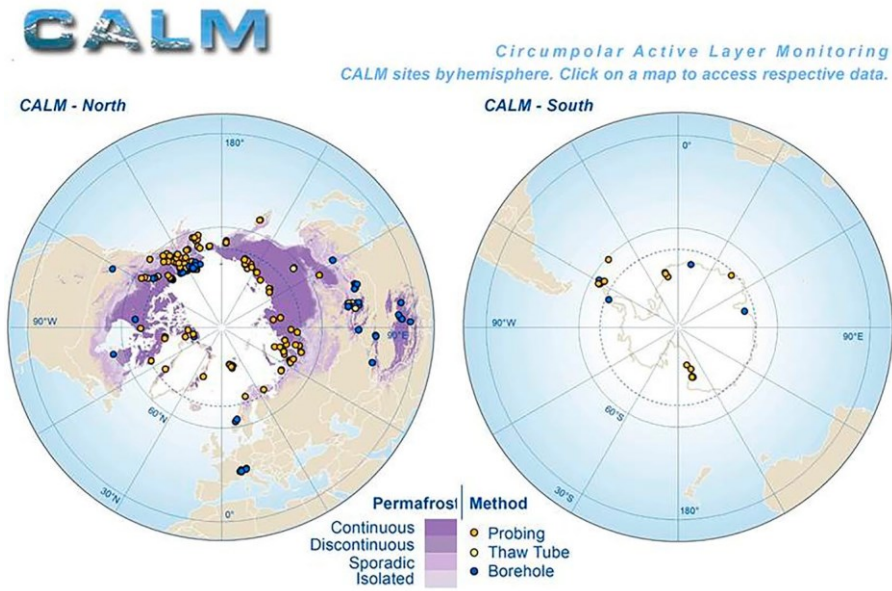 CALM
Circumpolar Active Layer Monitoring
CALM sites by hemisphere. Click on a map to access respective data.
CALM - North
CALM - South
180°
90°W
90°E
60°N
30°N
0°
0°
90°W
90°E
60°S
30°S
180°
Permafrost
Continuous
Discontinuous
Sporadic
Isolated
Method
Probing
Thaw Tube
Borehole